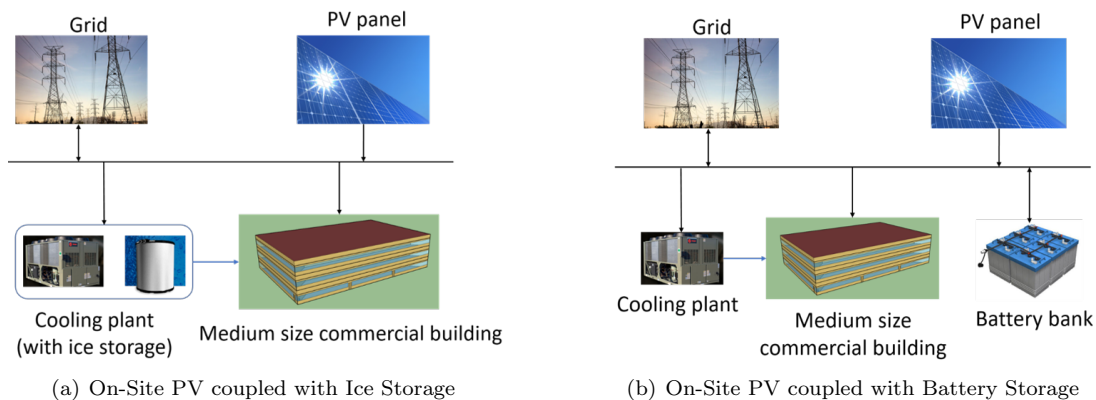 Grid
PV panel
Cooling plant
(with ice storage)
Medium size commercial building
(a) On-Site PV coupled with Ice Storage
Grid
PV panel
Cooling plant
Medium size
commercial building
Battery bank
(b) On-Site PV coupled with Battery Storage